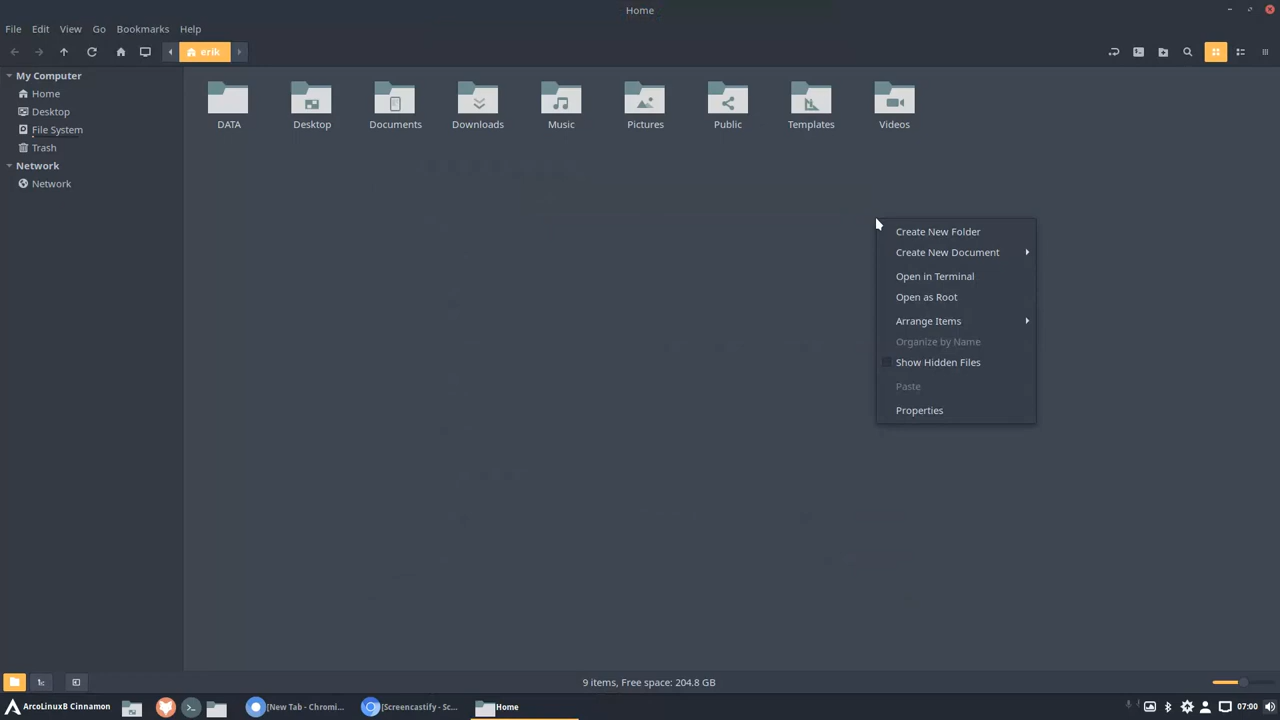 Home
File Edit View Go Bookmarks Help
erik
My Computer
Home
Desktop
File System
Trash
Network
Network
DATA Desktop Documents Downloads Music Pictures Public Templates Videos
Create New Folder
Create New Document
Open in Terminal
Open as Root
Arrange Items
Organize by Name
Show Hidden Files
Paste
Properties
9 items, Free space: 204.8 GB
ArcoLinuxB Cinnamon [New Tab - Chromi... [Screencastify - Sc... Home 07:00